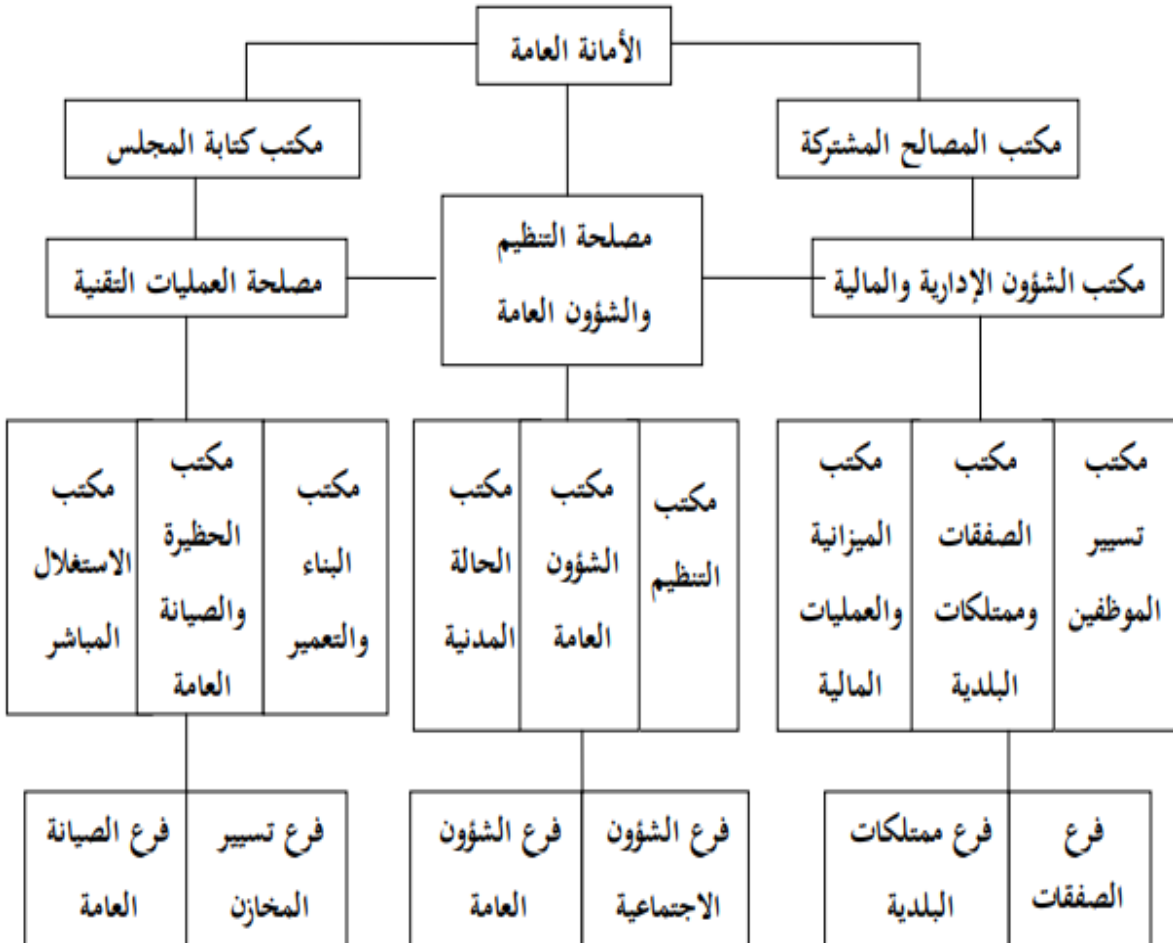 الأمانة العامة
مكتب المصالح المشتركة
مكتب كتابة المجلس
مصلحة التنظيم
والشؤون العامة
مكتب الشؤون الإدارية والمالية
مصلحة العمليات التقنية
مكتب
تسيير
الموظفين
مكتب
الصفقات
وممتلكات
البلدية
مكتب
الميزانية
والعمليات
المالية
مكتب
التنظيم
مكتب
الشؤون
العامة
مكتب
الحالة
المدنية
مكتب
البناء
والتعمير
مكتب
الحظيرة
والصيانة
العامة
مكتب
الاستغلال
المباشر
فرع
الصفقات
فرع ممتلكات
البلدية
فرع الشؤون
الاجتماعية
فرع الشؤون
العامة
فرع تسيير
المخازن
فرع الصيانة
العامة